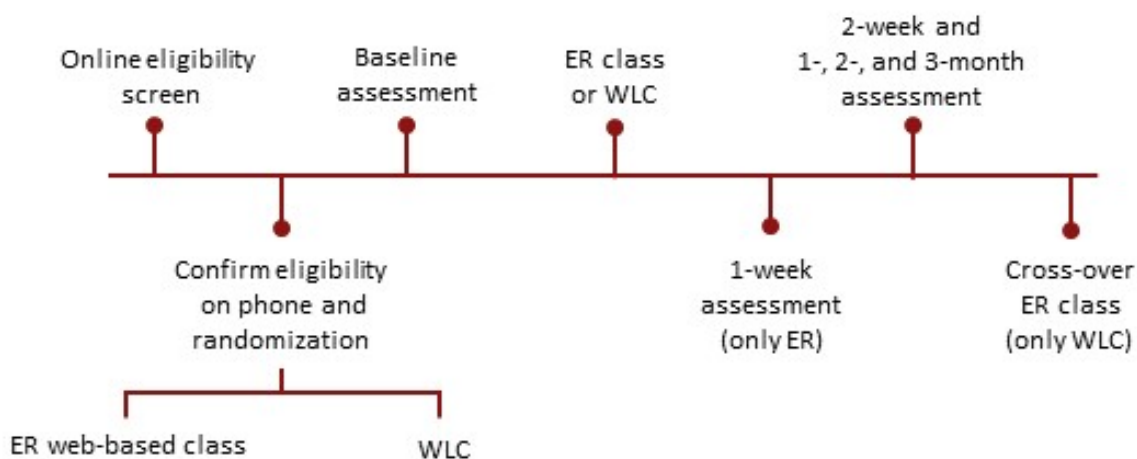 Online eligibility
screen
Baseline
assessment
ER class
or WLC
2-week and
1-, 2-, and 3-month
assessment
Confirm eligibility
on phone and
randomization
1-week
assessment
(only ER)
Cross-over
ER class
(only WLC)
ER web-based class
WLC